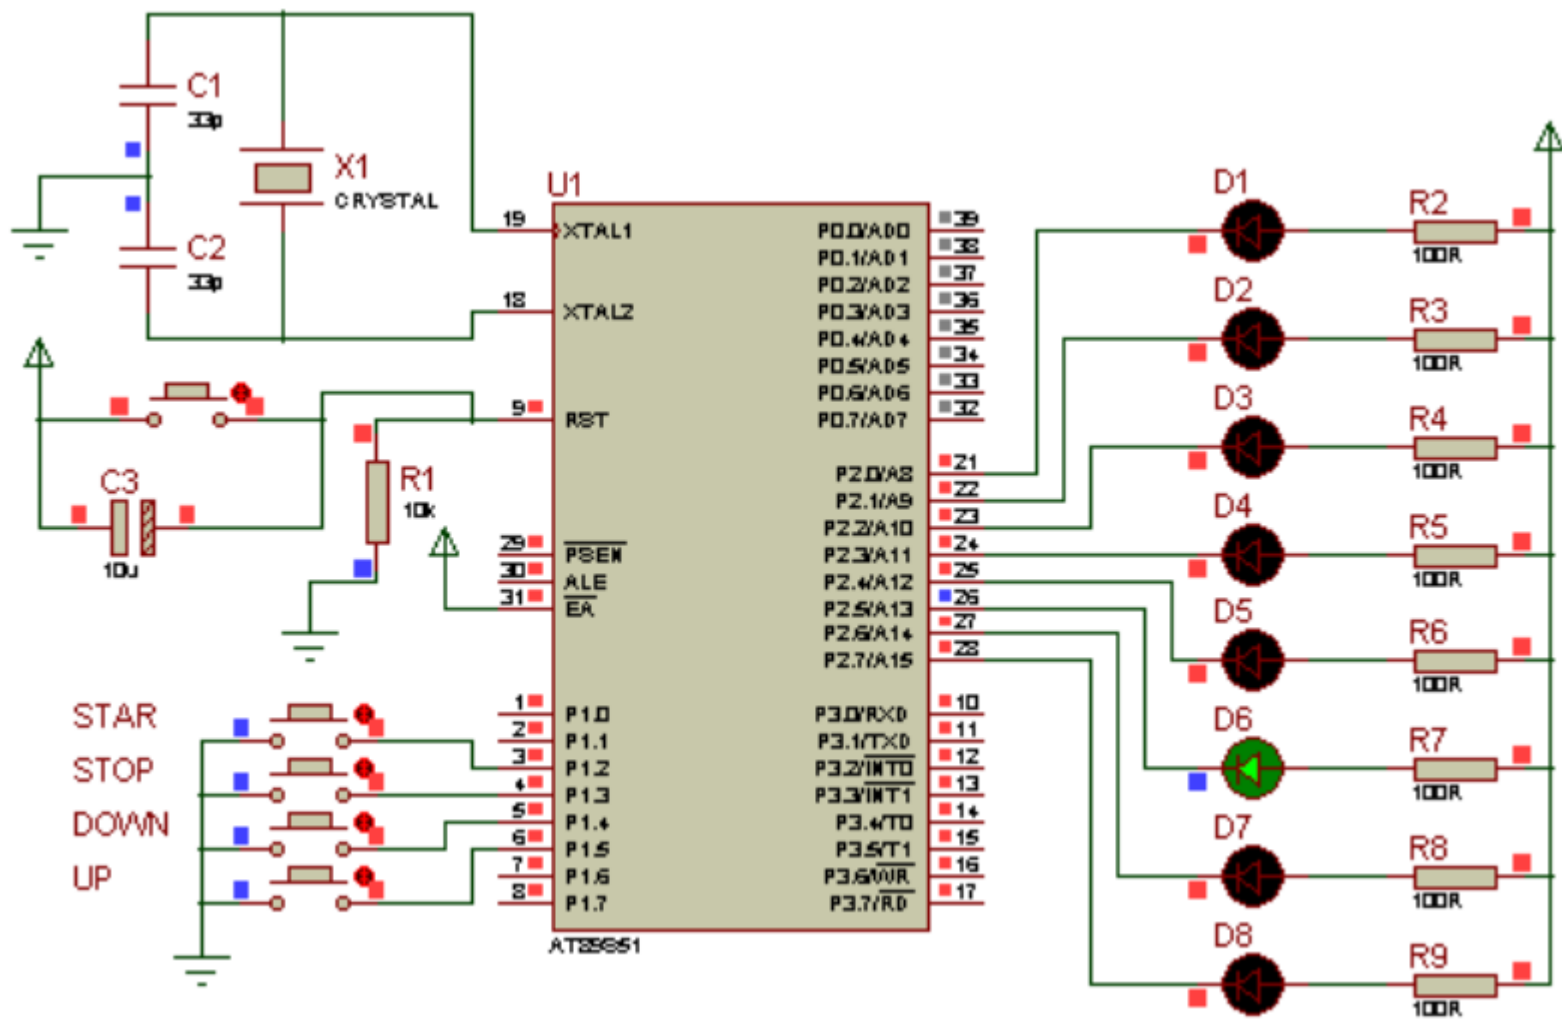 C1
33p
X1
CRYSTAL
C2
33p
C3
10u
R1
10k
STAR
STOP
DOWN
UP
U1
19 XTAL1
18 XTAL2
9 RST
29 PSEN
30 ALE
31 EA
1 P1.0
2 P1.1
3 P1.2
4 P1.3
5 P1.4
6 P1.5
7 P1.6
8 P1.7
P0.0/AD0 39
P0.1/AD1 38
P0.2/AD2 37
P0.3/AD3 36
P0.4/AD4 35
P0.5/AD5 34
P0.6/AD6 33
P0.7/AD7 32
P2.0/A8 21
P2.1/A9 22
P2.2/A10 23
P2.3/A11 24
P2.4/A12 25
P2.5/A13 26
P2.6/A14 27
P2.7/A15 28
P3.0/RXD 10
P3.1/TXD 11
P3.2/INT0 12
P3.3/INT1 13
P3.4/T0 14
P3.5/T1 15
P3.6/WR 16
P3.7/RD 17
AT89S51
D1
R2
100R
D2
R3
100R
D3
R4
100R
D4
R5
100R
D5
R6
100R
D6
R7
100R
D7
R8
100R
D8
R9
100R